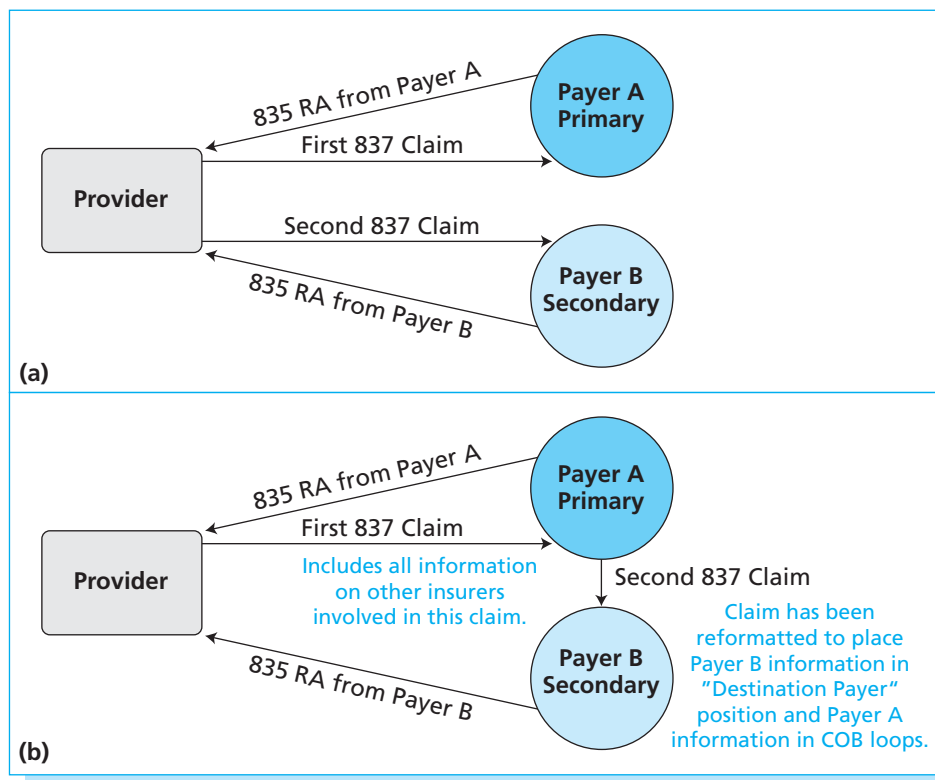 835 RA from Payer A
Payer A
Primary
First 837 Claim
Provider
Second 837 Claim
Payer B
Secondary
835 RA from Payer B
(a)
835 RA from Payer A
Payer A
Primary
First 837 Claim
Provider
Includes all information
on other insurers
involved in this claim.
Second 837 Claim
Claim has been
reformatted to place
Payer B information in
”Destination Payer“
position and Payer A
information in COB loops.
Payer B
Secondary
835 RA from Payer B
(b)